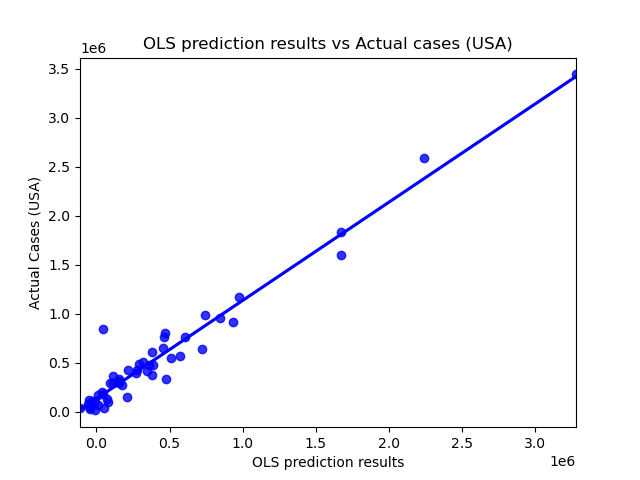 OLS prediction results vs Actual cases (USA)
1e6
3.5
3.0
2.5
2.0
1.5
1.0
0.5
0.0
Actual Cases (USA)
0.0 0.5 1.0 1.5 2.0 2.5 3.0
1e6
OLS prediction results